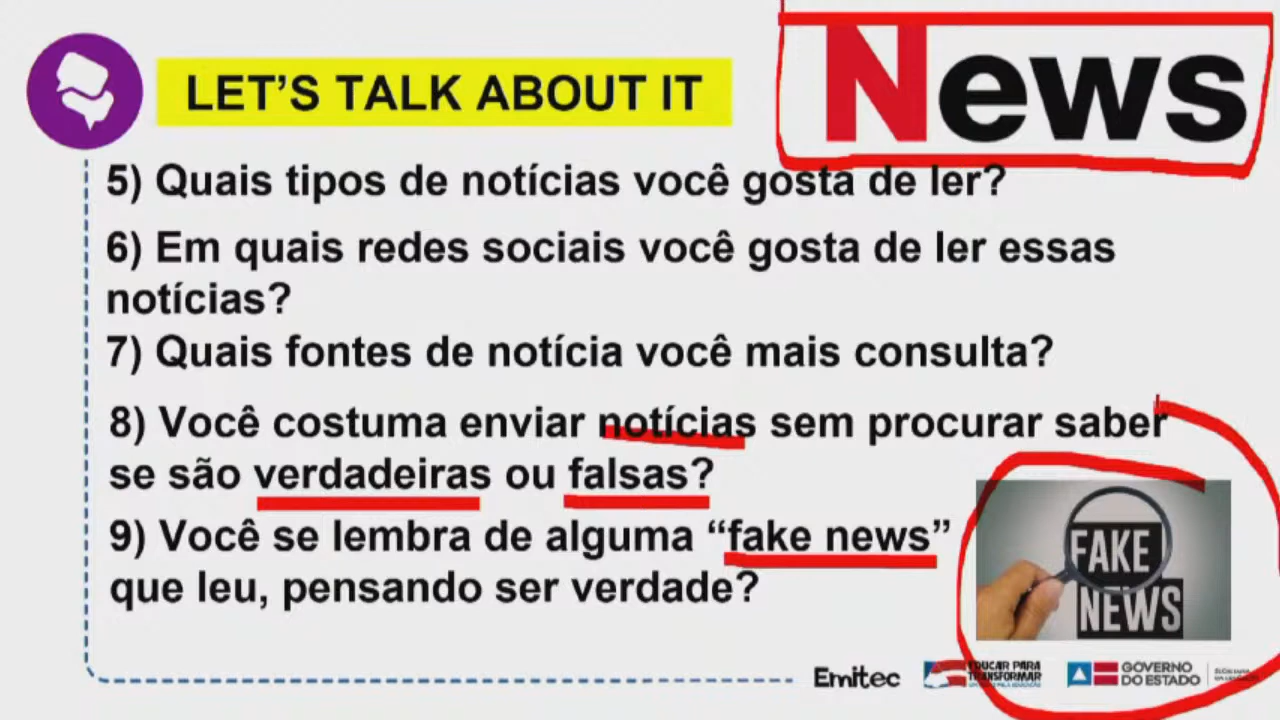 News
LET'S TALK ABOUT IT
5) Quais tipos de notícias você gosta de ler?
6) Em quais redes sociais você gosta de ler essas
notícias?
7) Quais fontes de notícia você mais consulta?
8) Você costuma enviar notícias sem procurar saber
se são verdadeiras ou falsas?
9) Você se lembra de alguma “fake news”
que leu, pensando ser verdade?
FAKE
NEWS
Emitec
EDUCAR PARA
TRANSFORMAR
GOVERNO
DO ESTADO